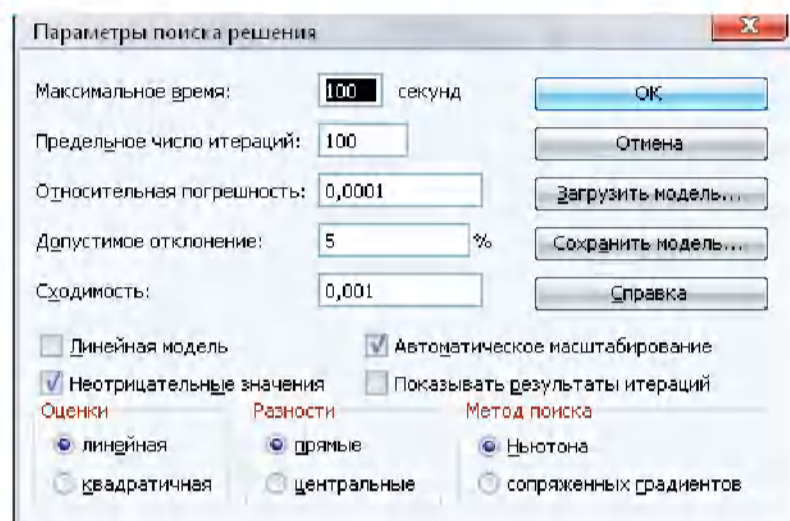 Параметры поиска решения
Максимальное время: 100 секунд OK
Предельное число итераций: 100 Отмена
Относительная погрешность: 0,0001 Загрузить модель...
Допустимое отклонение: 5 % Сохранить модель...
Сходимость: 0,001 Справка
Линейная модель Автоматическое масштабирование
Неотрицательные значения Показывать результаты итераций
Оценки Разности Метод поиска
линейная прямые Ньютона
квадратичная центральные сопряженных градиентов